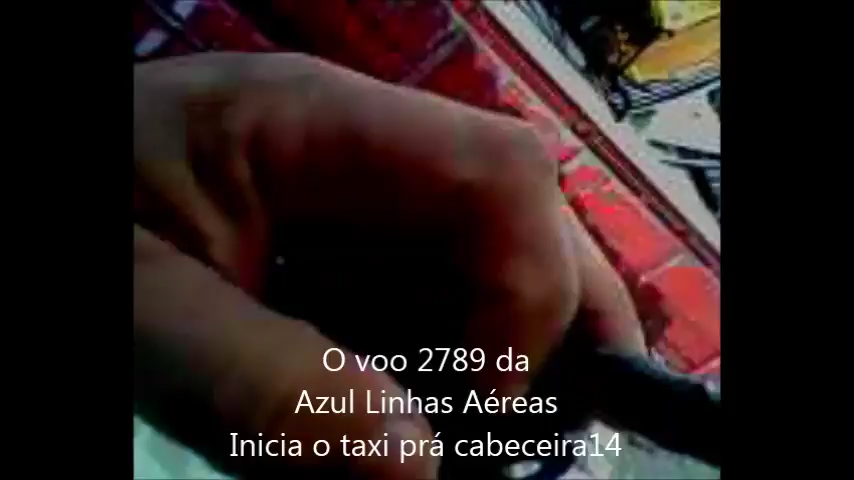 O voo 2789 da
Azul Linhas Aéreas
Inicia o taxi prá cabeceira14